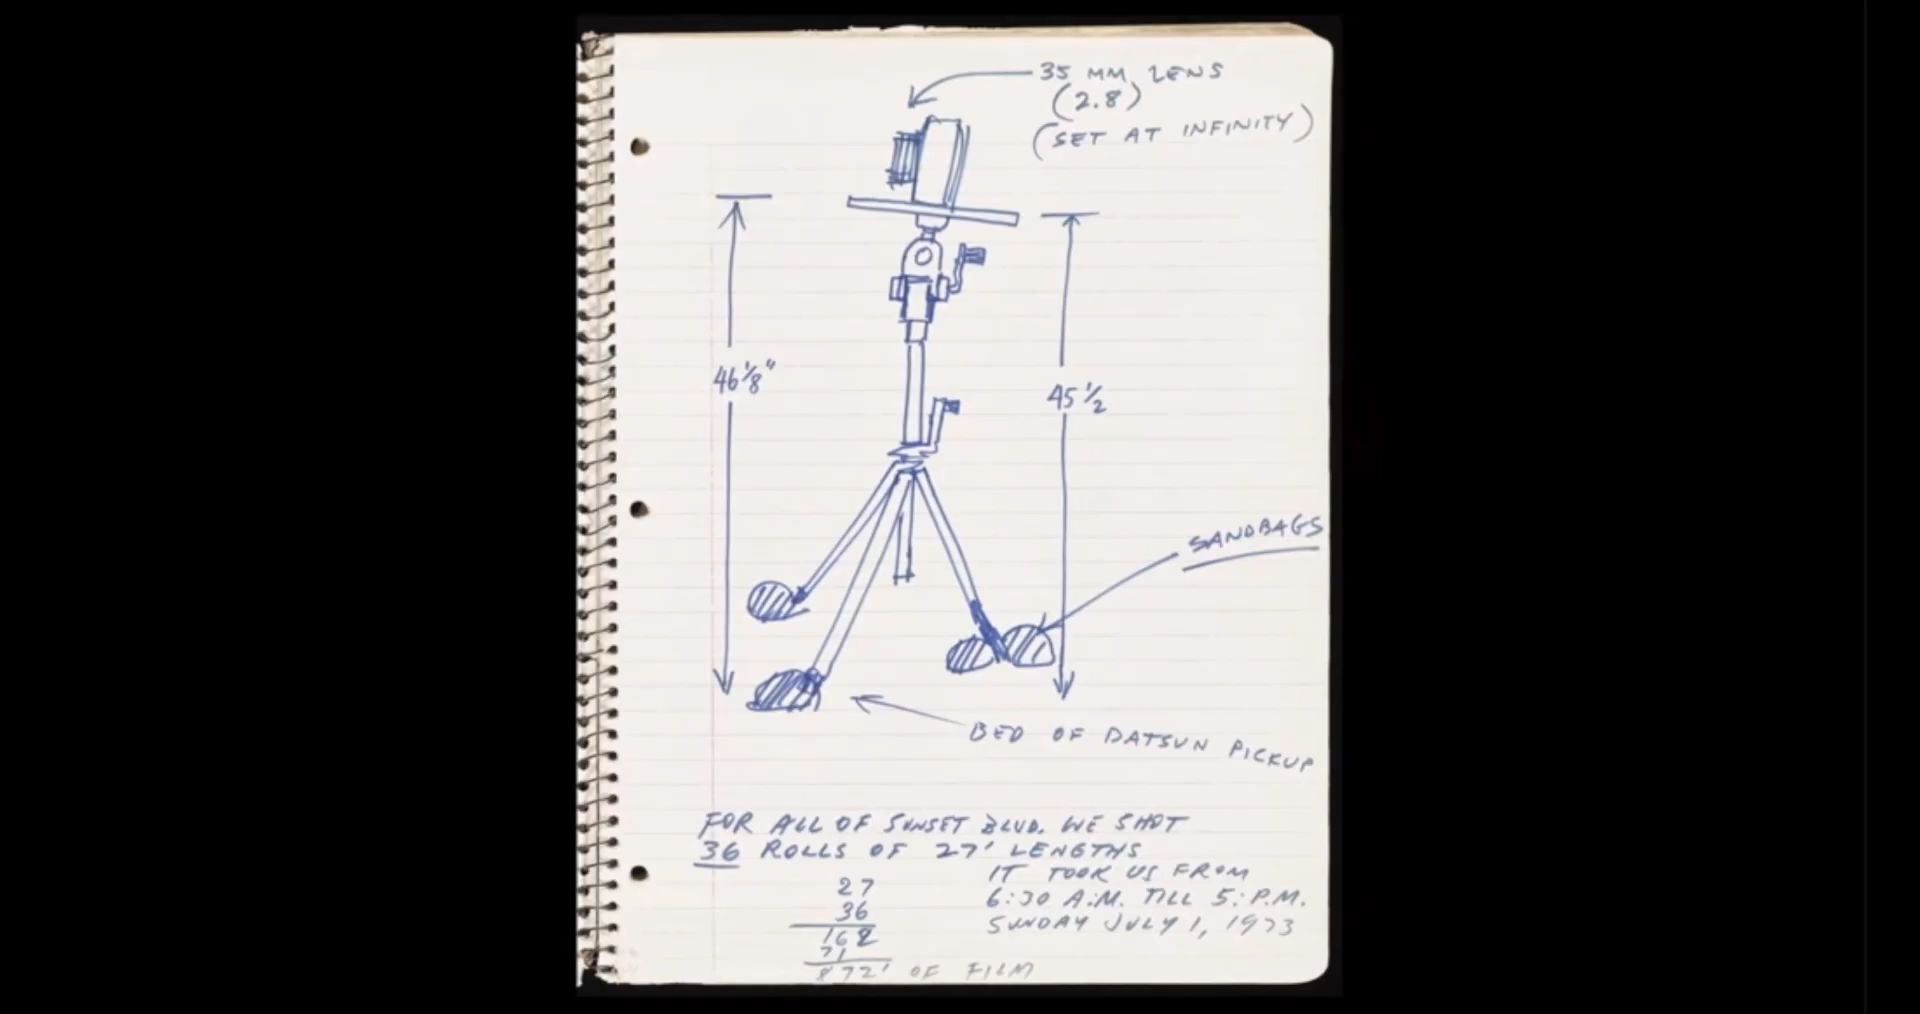 35 MM LENS
(2.8)
(SET AT INFINITY)
46 1/8"
45 1/2
SANDBAGS
BED OF DATSUN PICKUP
FOR ALL OF SUNSET BLVD. WE SHOT
36 ROLLS OF 27' LENGTHS
IT TOOK US FROM
6:30 A.M. TILL 5: P.M.
SUNDAY JULY 1, 1973
27
36
162
71
872' OF FILM